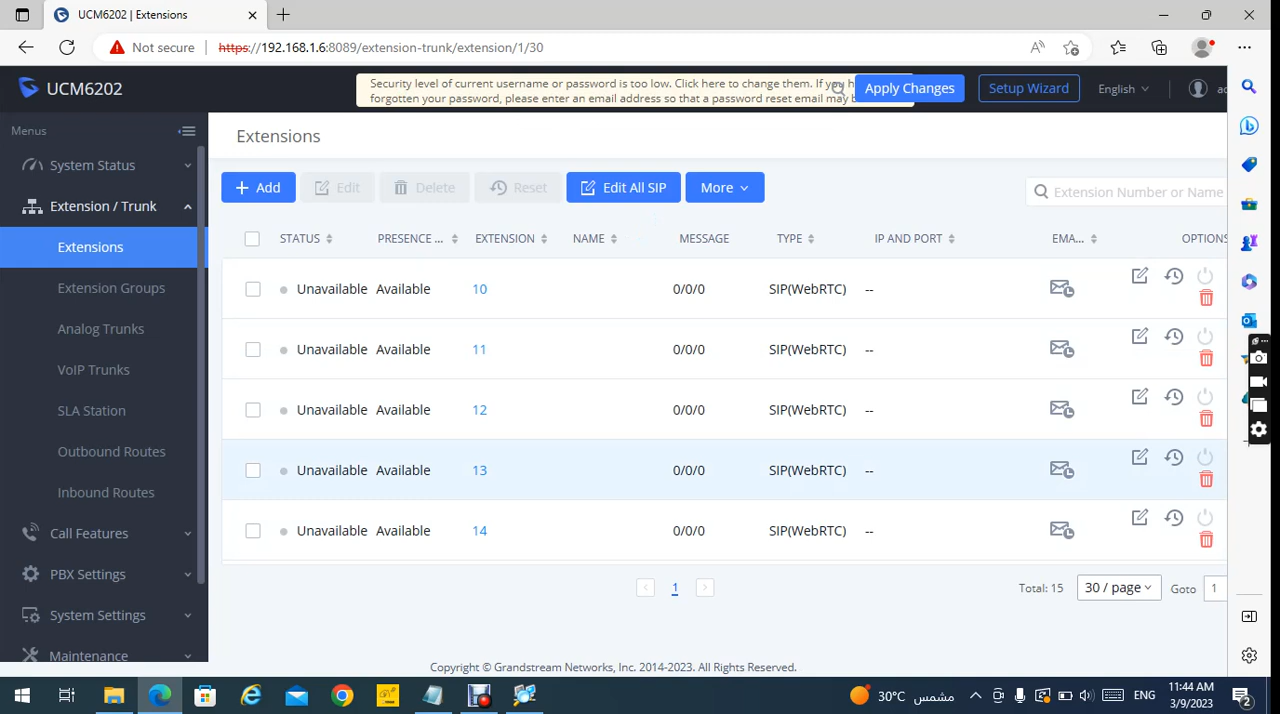 UCM6202 | Extensions
Not secure
https://192.168.1.6:8089/extension-trunk/extension/1/30
UCM6202
Security level of current username or password is too low. Click here to change them. If you h
forgotten your password, please enter an email address so that a password reset email may b
Apply Changes
Setup Wizard
English
Menus
System Status
Extension / Trunk
Extensions
Extension Groups
Analog Trunks
VoIP Trunks
SLA Station
Outbound Routes
Inbound Routes
Call Features
PBX Settings
System Settings
Maintenance
Extensions
+ Add
Edit
Delete
Reset
Edit All SIP
More
Extension Number or Name
STATUS PRESENCE ... EXTENSION NAME MESSAGE TYPE IP AND PORT EMA... OPTIONS
Unavailable Available 10 0/0/0 SIP(WebRTC) --
Unavailable Available 11 0/0/0 SIP(WebRTC) --
Unavailable Available 12 0/0/0 SIP(WebRTC) --
Unavailable Available 13 0/0/0 SIP(WebRTC) --
Unavailable Available 14 0/0/0 SIP(WebRTC) --
< 1 > Total: 15 30 / page Goto 1
Copyright © Grandstream Networks, Inc. 2014-2023. All Rights Reserved.
30°C مشمس
ENG
11:44 AM
3/9/2023
2